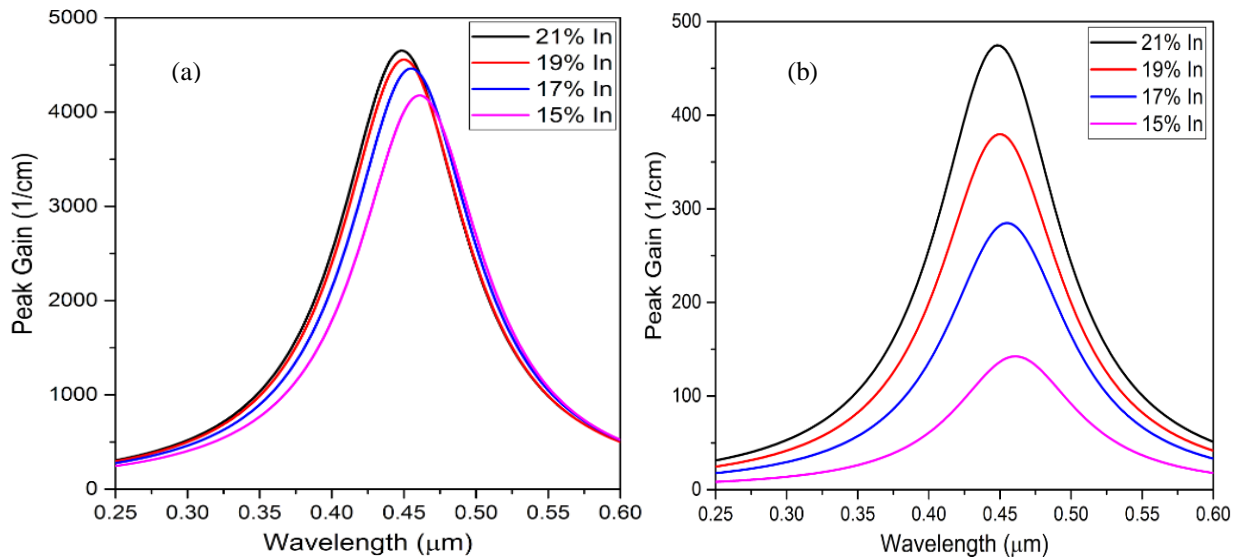 (a)
21% In
19% In
17% In
15% In
Peak Gain (1/cm)
5000
4000
3000
2000
1000
0
0.25 0.30 0.35 0.40 0.45 0.50 0.55 0.60
Wavelength (μm)
(b)
21% In
19% In
17% In
15% In
Peak Gain (1/cm)
500
400
300
200
100
0
0.25 0.30 0.35 0.40 0.45 0.50 0.55 0.60
Wavelength (μm)